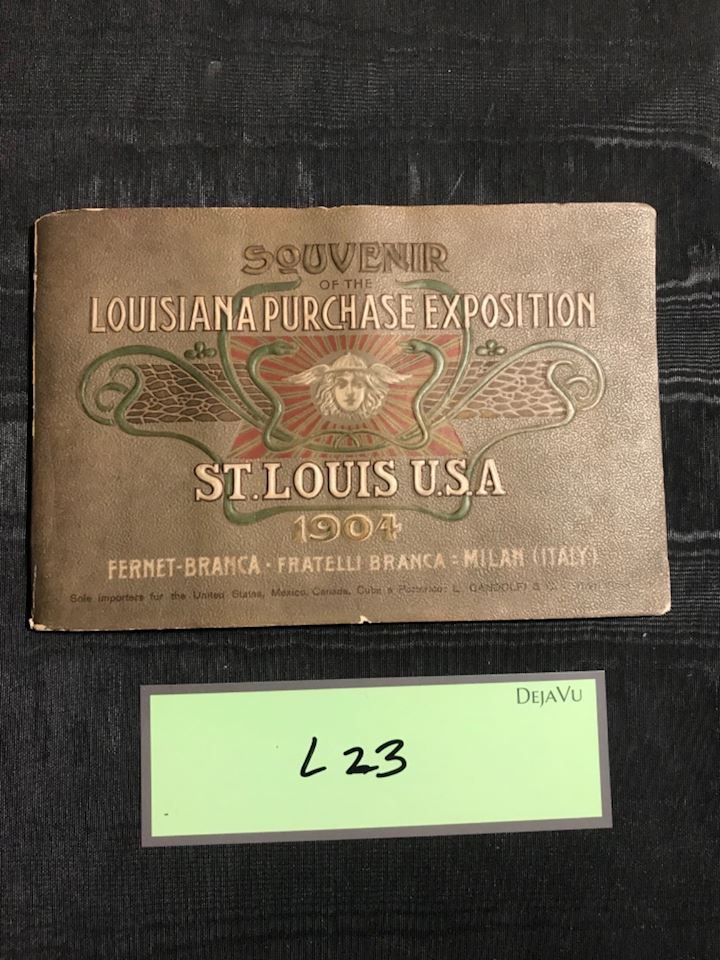 SOUVENIR
OF THE
LOUISIANA PURCHASE EXPOSITION
ST. LOUIS U.S.A
1904
FERNET-BRANCA · FRATELLI BRANCA = MILAN (ITALY)
Sole importers for the United States, Mexico, Canada, Cuba & Portorico: L. GANDOLFI &
DEJAVU
L 23